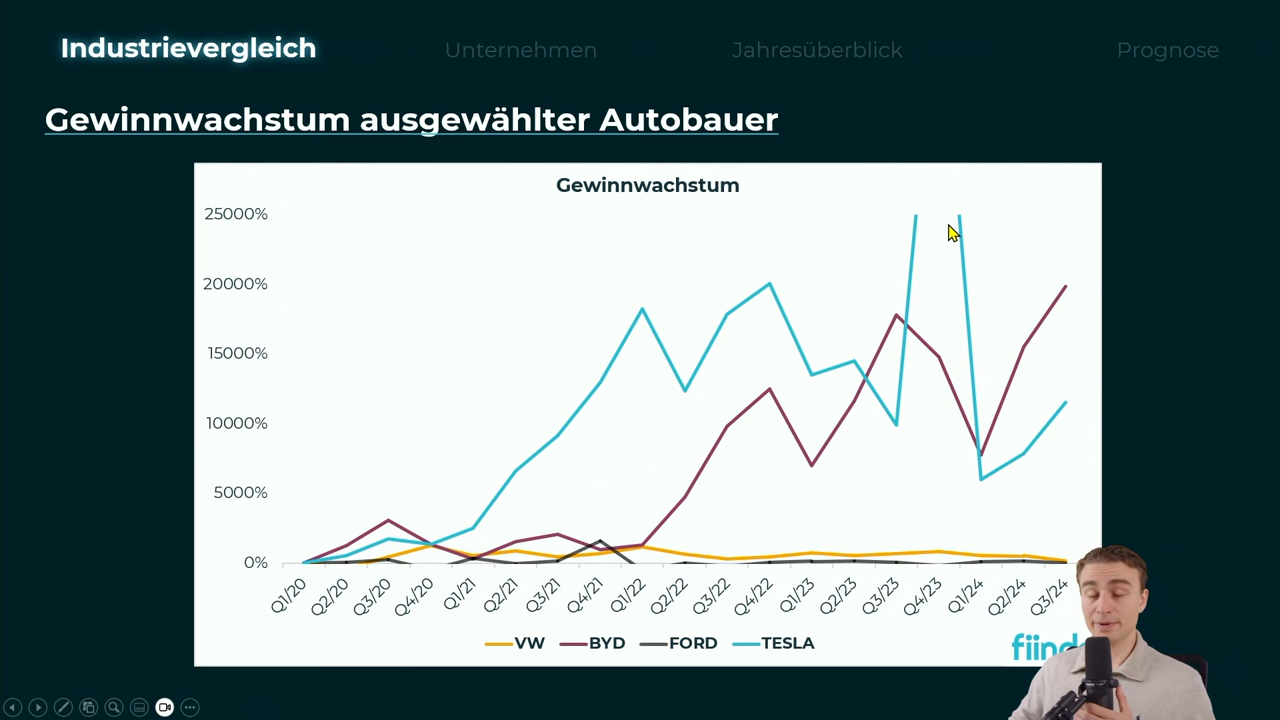 Industrievergleich
Unternehmen
Jahresüberblick
Prognose
Gewinnwachstum ausgewählter Autobauer
Gewinnwachstum
25000%
20000%
15000%
10000%
5000%
0%
Q1/20
Q2/20
Q3/20
Q4/20
Q1/21
Q2/21
Q3/21
Q4/21
Q1/22
Q2/22
Q3/22
Q4/22
Q1/23
Q2/23
Q3/23
Q4/23
Q1/24
Q2/24
Q3/24
VW
BYD
FORD
TESLA